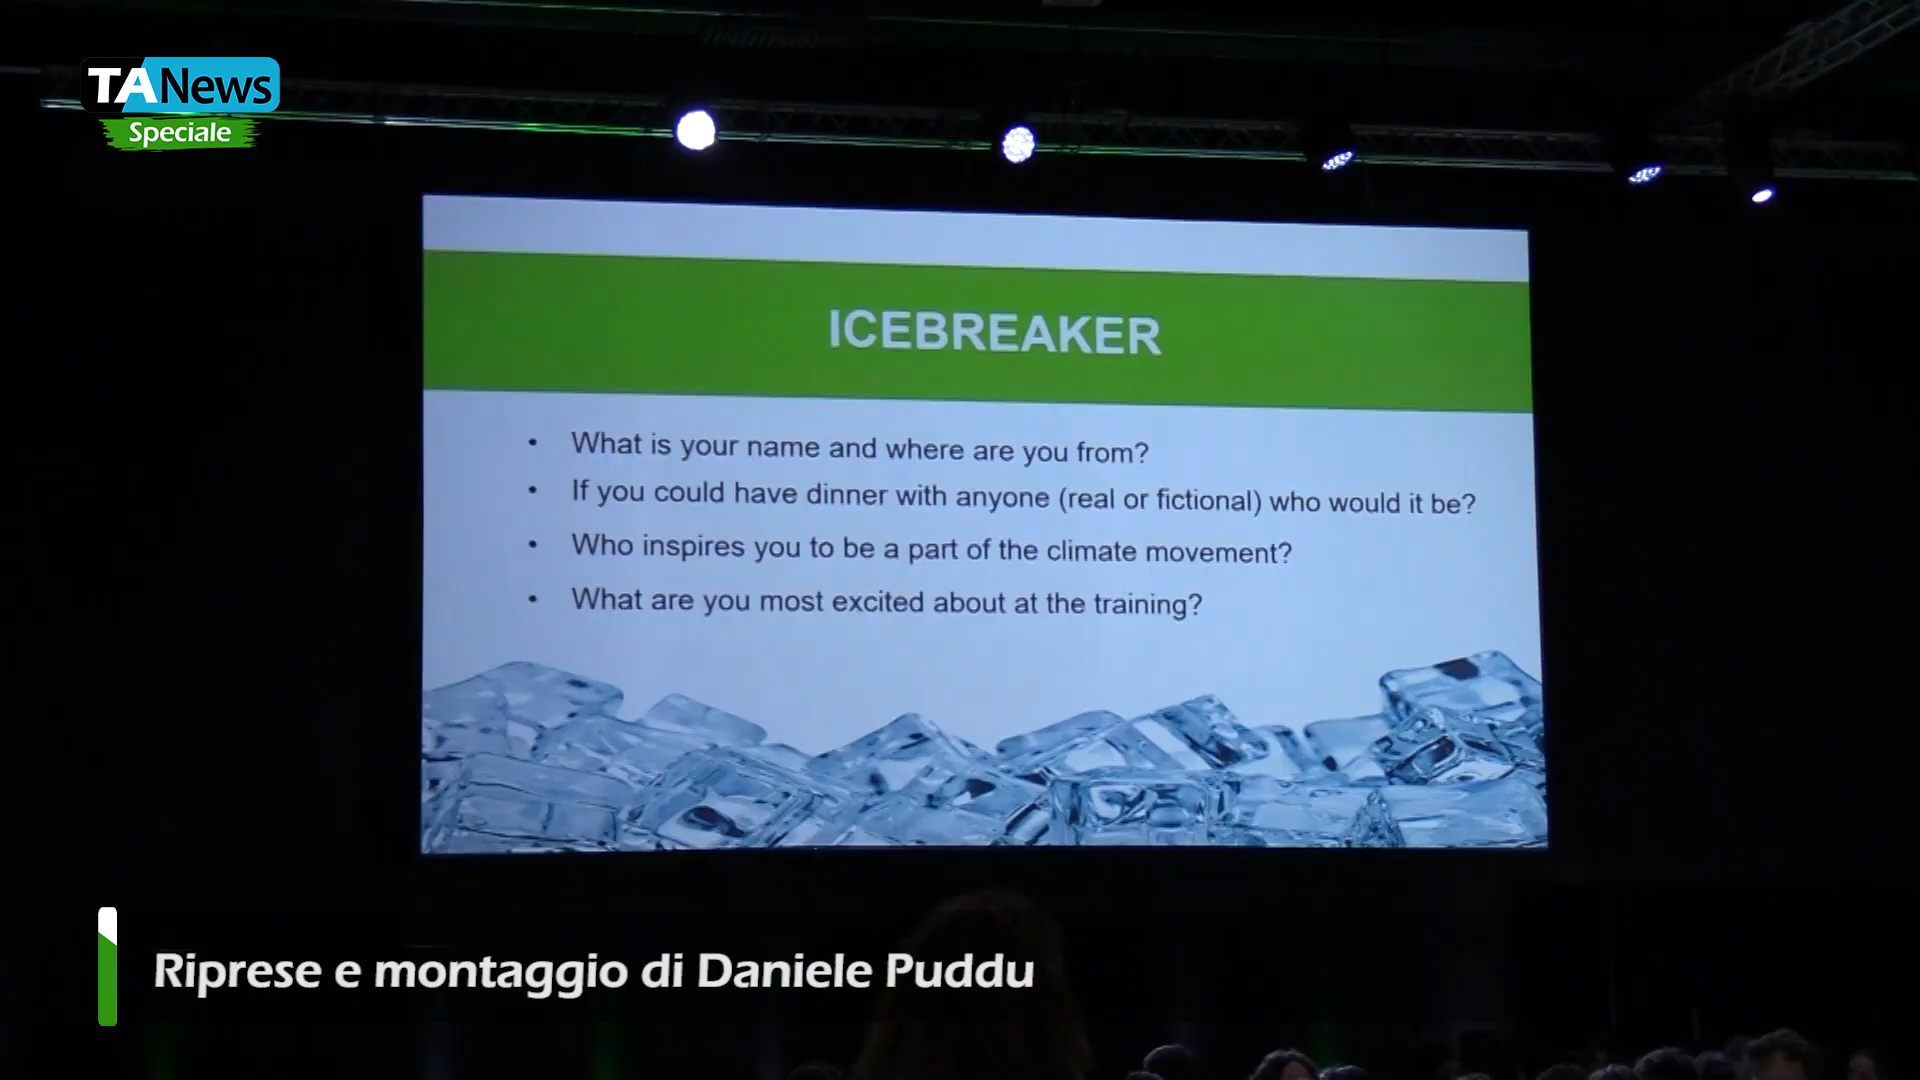 TANews
Speciale
ICEBREAKER
• What is your name and where are you from?
• If you could have dinner with anyone (real or fictional) who would it be?
• Who inspires you to be a part of the climate movement?
• What are you most excited about at the training?
Riprese e montaggio di Daniele Puddu